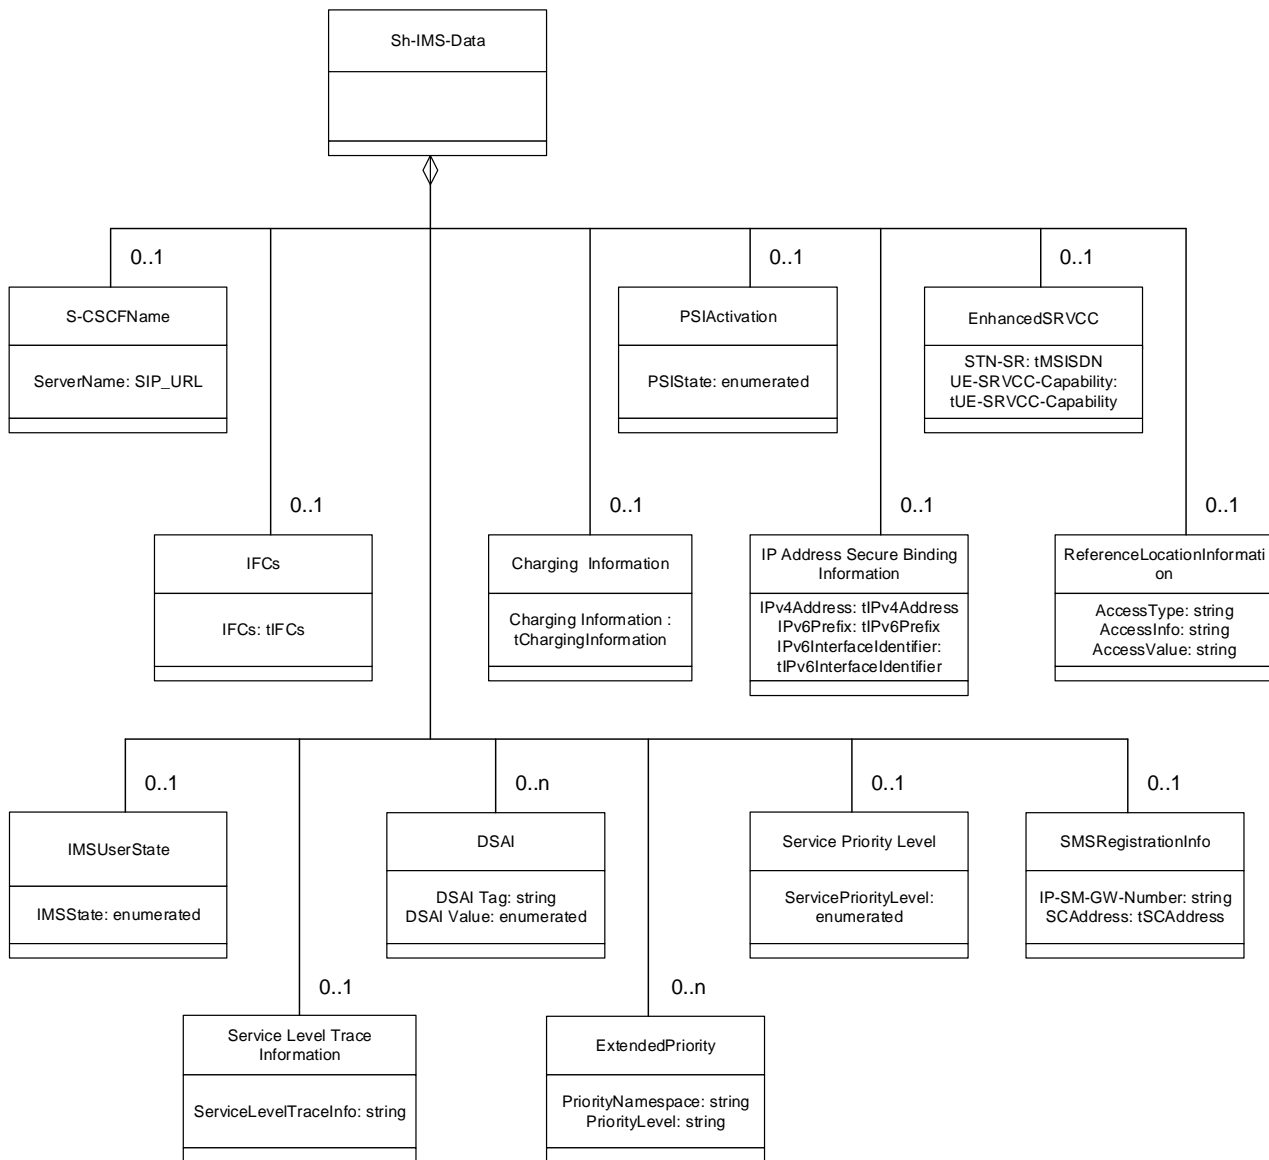 Sh-IMS-Data
0..1
0..1
0..1
S-CSCFName
ServerName: SIP_URL
PSIActivation
PSIState: enumerated
EnhancedSRVCC
STN-SR: tMSISDN
UE-SRVCC-Capability:
tUE-SRVCC-Capability
0..1
0..1
0..1
0..1
IFCs
IFCs: tIFCs
Charging Information
Charging Information :
tChargingInformation
IP Address Secure Binding
Information
IPv4Address: tIPv4Address
IPv6Prefix: tIPv6Prefix
IPv6InterfaceIdentifier:
tIPv6InterfaceIdentifier
ReferenceLocationInformati
on
AccessType: string
AccessInfo: string
AccessValue: string
0..1
0..n
0..1
0..1
IMSUserState
IMSState: enumerated
DSAI
DSAI Tag: string
DSAI Value: enumerated
Service Priority Level
ServicePriorityLevel:
enumerated
SMSRegistrationInfo
IP-SM-GW-Number: string
SCAddress: tSCAddress
0..1
0..n
Service Level Trace
Information
ServiceLevelTraceInfo: string
ExtendedPriority
PriorityNamespace: string
PriorityLevel: string